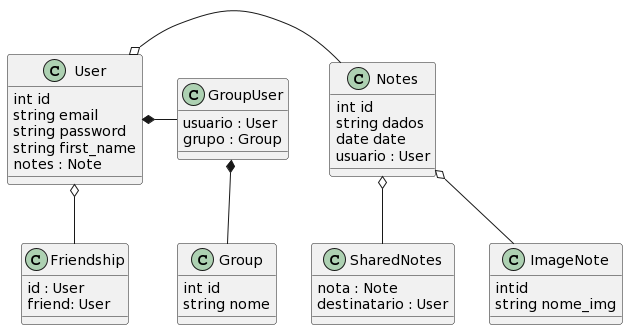 C User
int id
string email
string password
string first_name
notes : Note
C GroupUser
usuario : User
grupo : Group
C Notes
int id
string dados
date date
usuario : User
C Friendship
id : User
friend: User
C Group
int id
string nome
C SharedNotes
nota : Note
destinatario : User
C ImageNote
intid
string nome_img